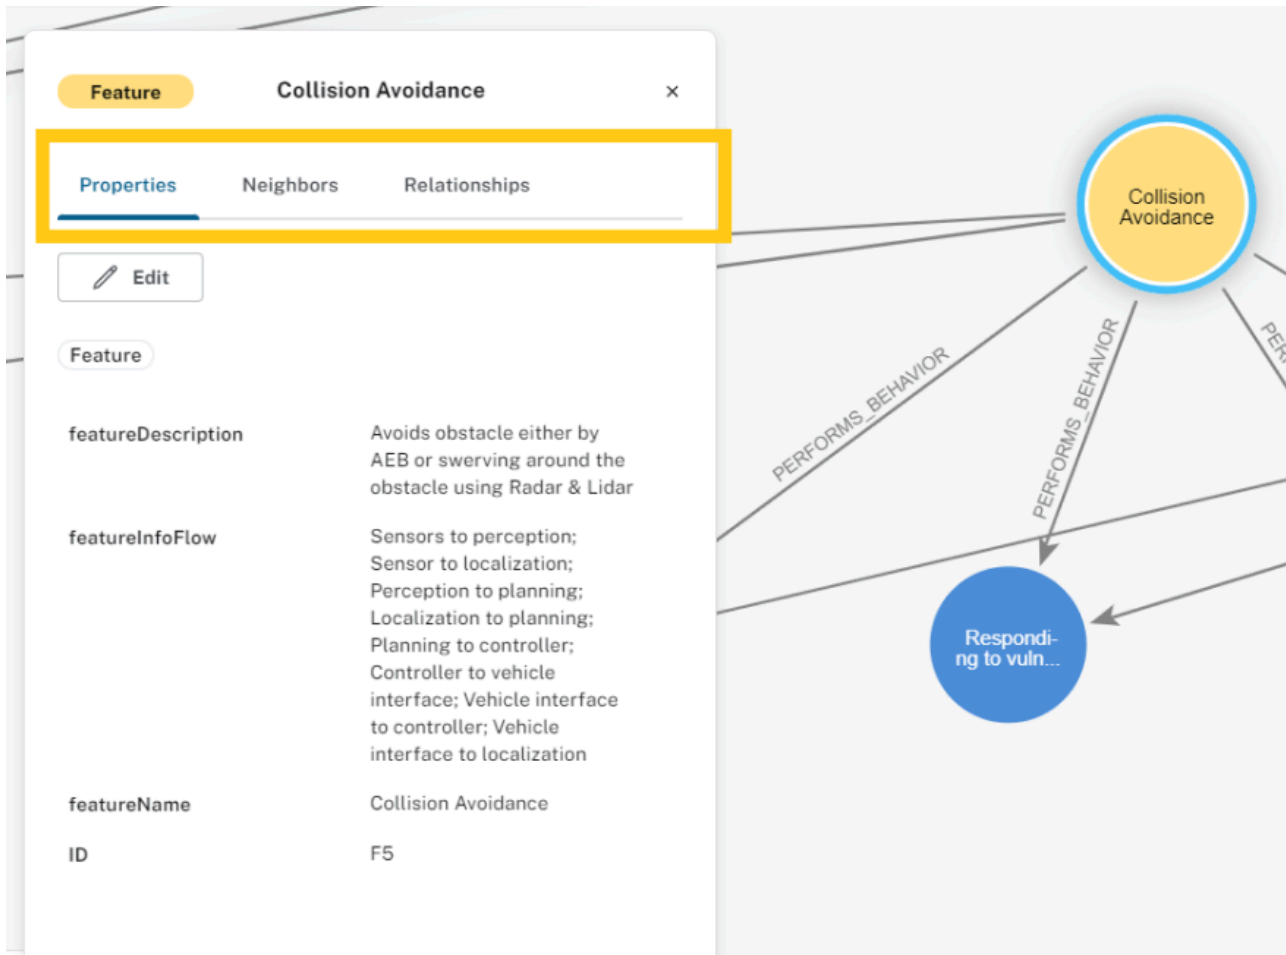 Feature
Collision Avoidance
×
Properties
Neighbors
Relationships
Edit
Feature
featureDescription
Avoids obstacle either by
AEB or swerving around the
obstacle using Radar & Lidar
featureInfoFlow
Sensors to perception;
Sensor to localization;
Perception to planning;
Localization to planning;
Planning to controller;
Controller to vehicle
interface; Vehicle interface
to controller; Vehicle
interface to localization
featureName
Collision Avoidance
ID
F5
Collision
Avoidance
PERFORMS_BEHAVIOR
PERFORMS_BEHAVIOR
PER
Respondi-
ng to vuln...